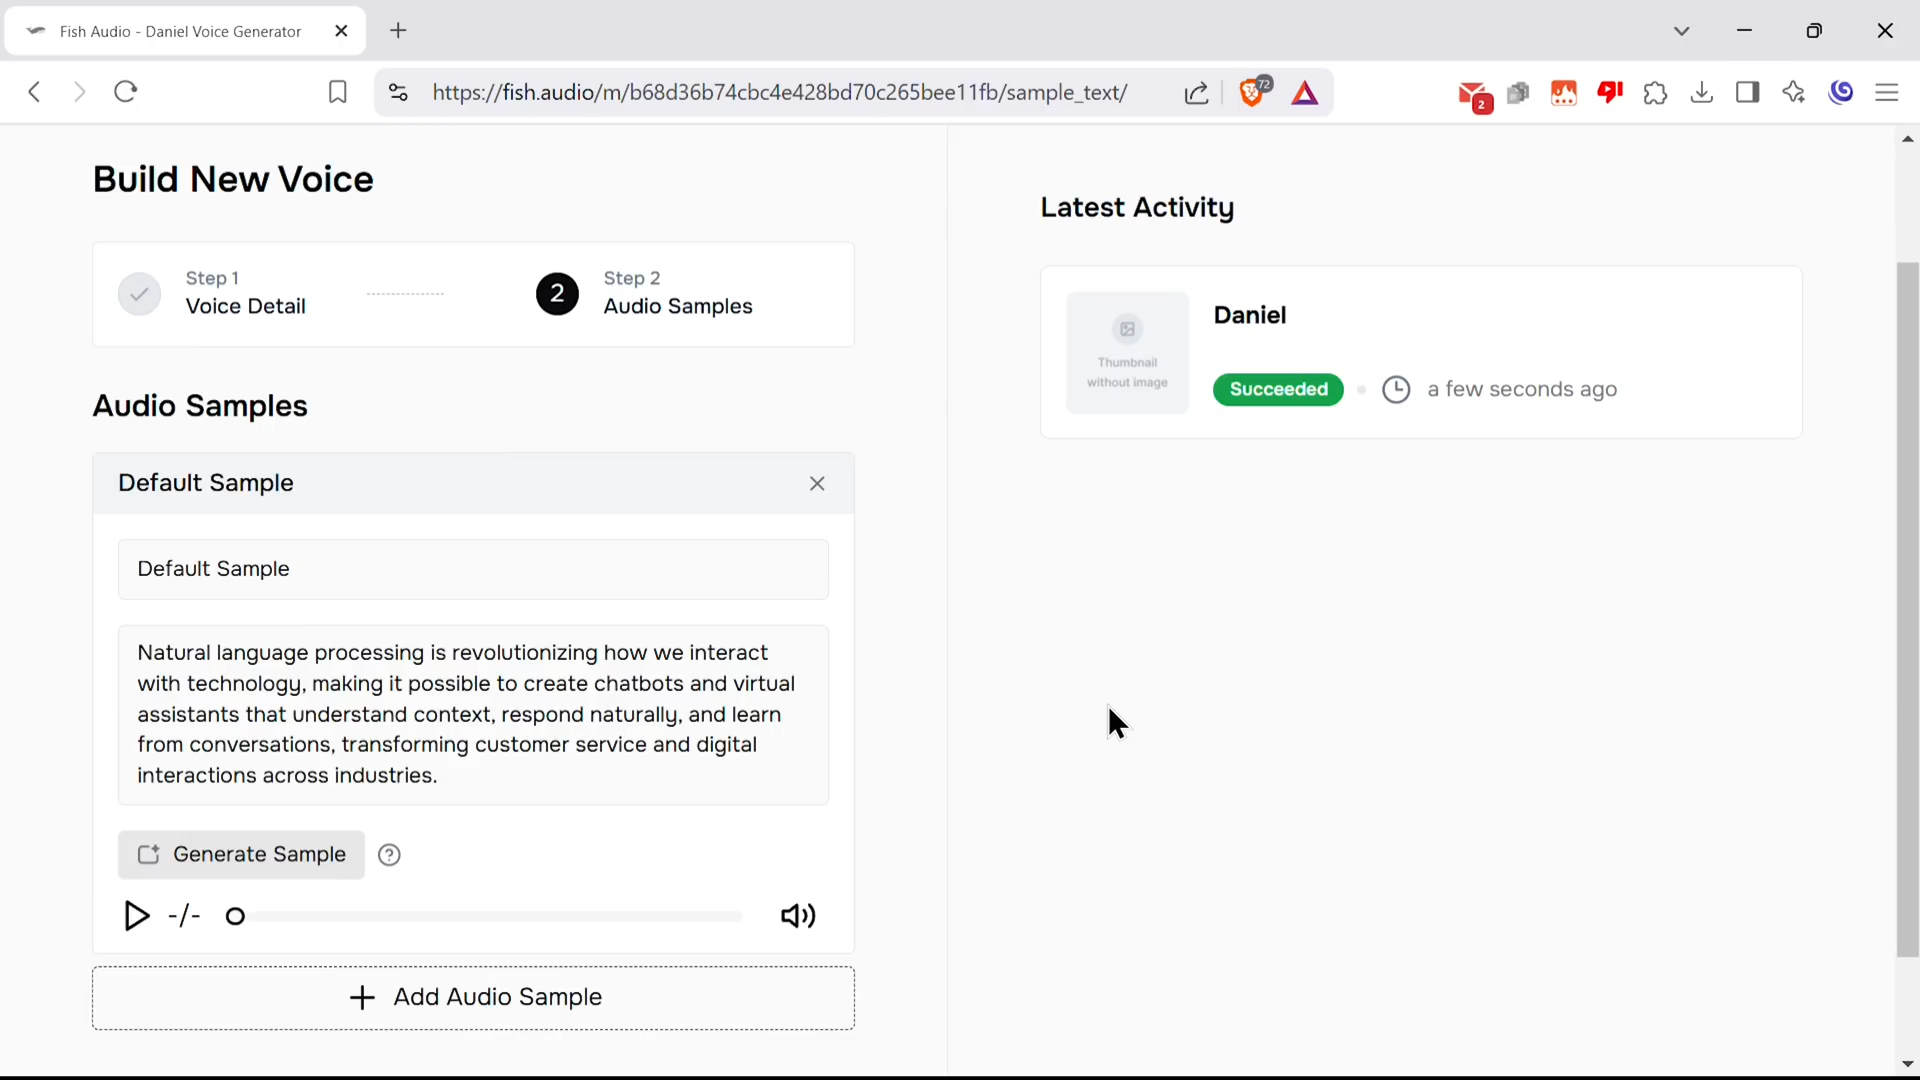 Fish Audio - Daniel Voice Generator
https://fish.audio/m/b68d36b74cbc4e428bd70c265bee11fb/sample_text/
72
2
Build New Voice
Step 1
Voice Detail
2
Step 2
Audio Samples
Audio Samples
Default Sample
Default Sample
Natural language processing is revolutionizing how we interact
with technology, making it possible to create chatbots and virtual
assistants that understand context, respond naturally, and learn
from conversations, transforming customer service and digital
interactions across industries.
Generate Sample
-/-
Add Audio Sample
Latest Activity
Thumbnail
without image
Daniel
Succeeded
a few seconds ago